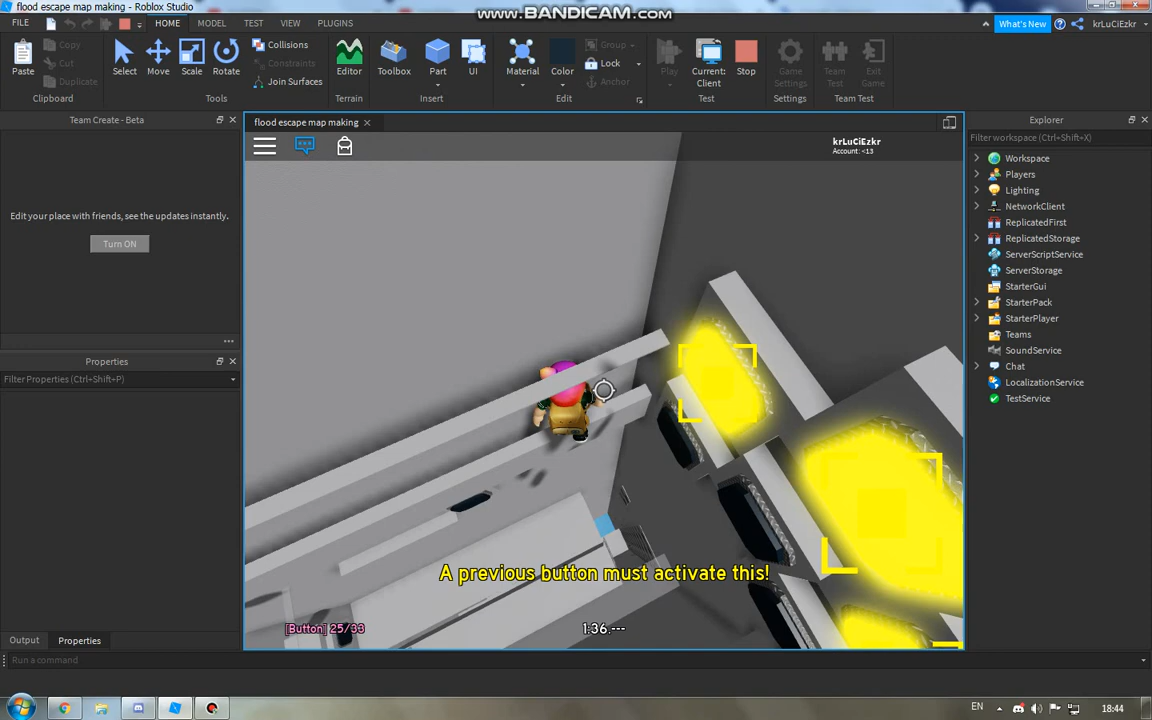 flood escape map making - Roblox Studio
www.BANDICAM.com
FILE
HOME
MODEL
TEST
VIEW
PLUGINS
What's New
krLuCiEzkr
Paste
Copy
Cut
Duplicate
Clipboard
Select
Move
Scale
Rotate
Tools
Collisions
Constraints
Join Surfaces
Editor
Terrain
Toolbox
Part
UI
Insert
Material
Color
Group
Lock
Anchor
Edit
Play
Current:
Client
Stop
Test
Game
Settings
Settings
Team
Test
Exit
Game
Team Test
Team Create - Beta
Edit your place with friends, see the updates instantly.
Turn ON
Properties
Filter Properties (Ctrl+Shift+P)
flood escape map making
krLuCiEzkr
Account: <13
A previous button must activate this!
[Button] 25/33
1:36.---
Explorer
Filter workspace (Ctrl+Shift+X)
Workspace
Players
Lighting
NetworkClient
ReplicatedFirst
ReplicatedStorage
ServerScriptService
ServerStorage
StarterGui
StarterPack
StarterPlayer
Teams
SoundService
Chat
LocalizationService
TestService
Output
Properties
Run a command
EN
18:44